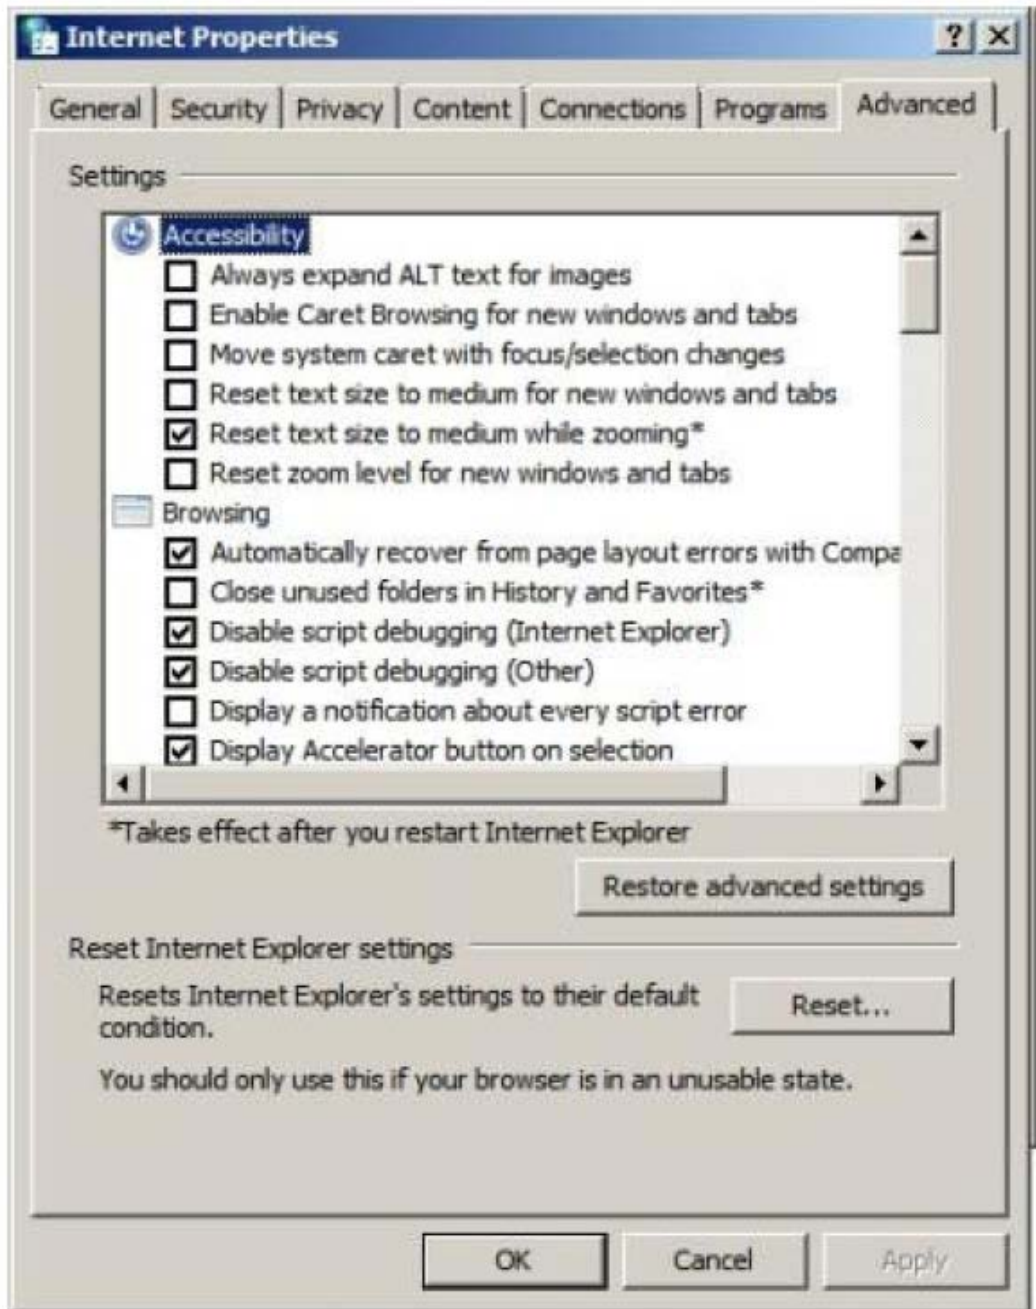 Internet Properties
General Security Privacy Content Connections Programs Advanced
Settings
Accessibility
Always expand ALT text for images
Enable Caret Browsing for new windows and tabs
Move system caret with focus/selection changes
Reset text size to medium for new windows and tabs
Reset text size to medium while zooming*
Reset zoom level for new windows and tabs
Browsing
Automatically recover from page layout errors with Compa
Close unused folders in History and Favorites*
Disable script debugging (Internet Explorer)
Disable script debugging (Other)
Display a notification about every script error
Display Accelerator button on selection
*Takes effect after you restart Internet Explorer
Restore advanced settings
Reset Internet Explorer settings
Resets Internet Explorer's settings to their default
condition.
Reset...
You should only use this if your browser is in an unusable state.
OK Cancel Apply